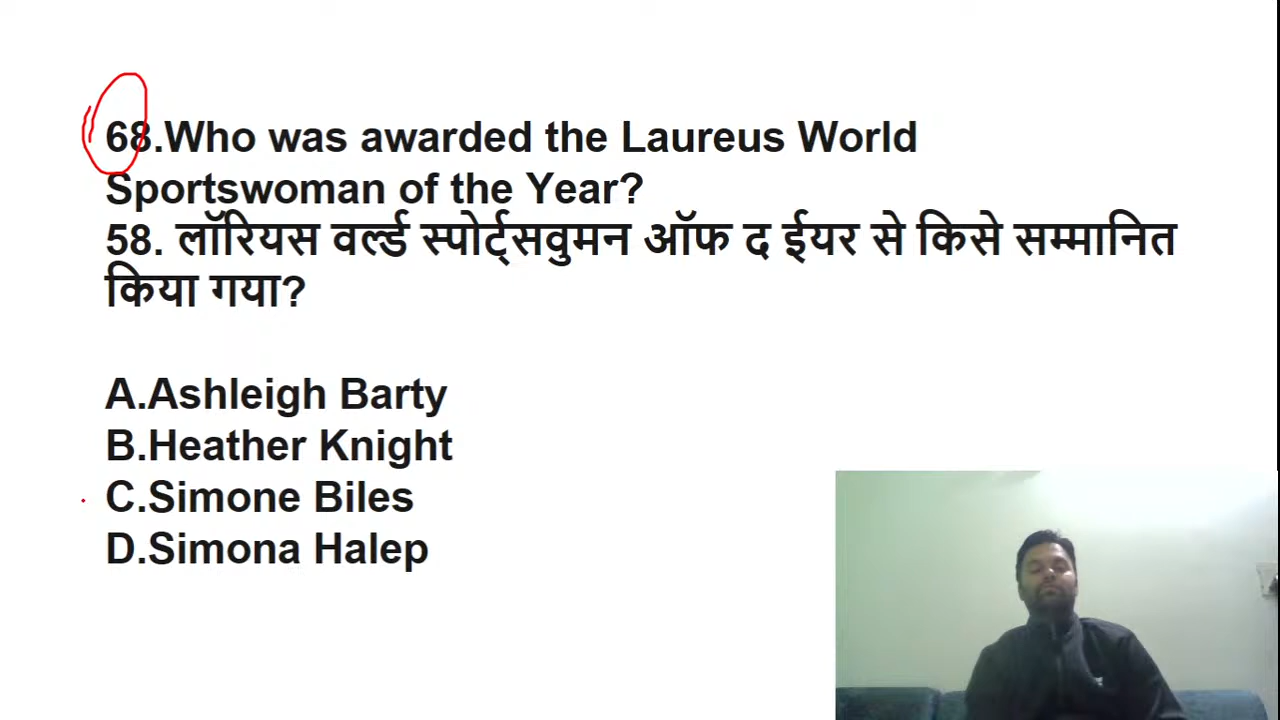 68.Who was awarded the Laureus World
Sportswoman of the Year?
58. लॉरियस वर्ल्ड स्पोर्ट्सवुमन ऑफ द ईयर से किसे सम्मानित
किया गया?
A.Ashleigh Barty
B.Heather Knight
C.Simone Biles
D.Simona Halep